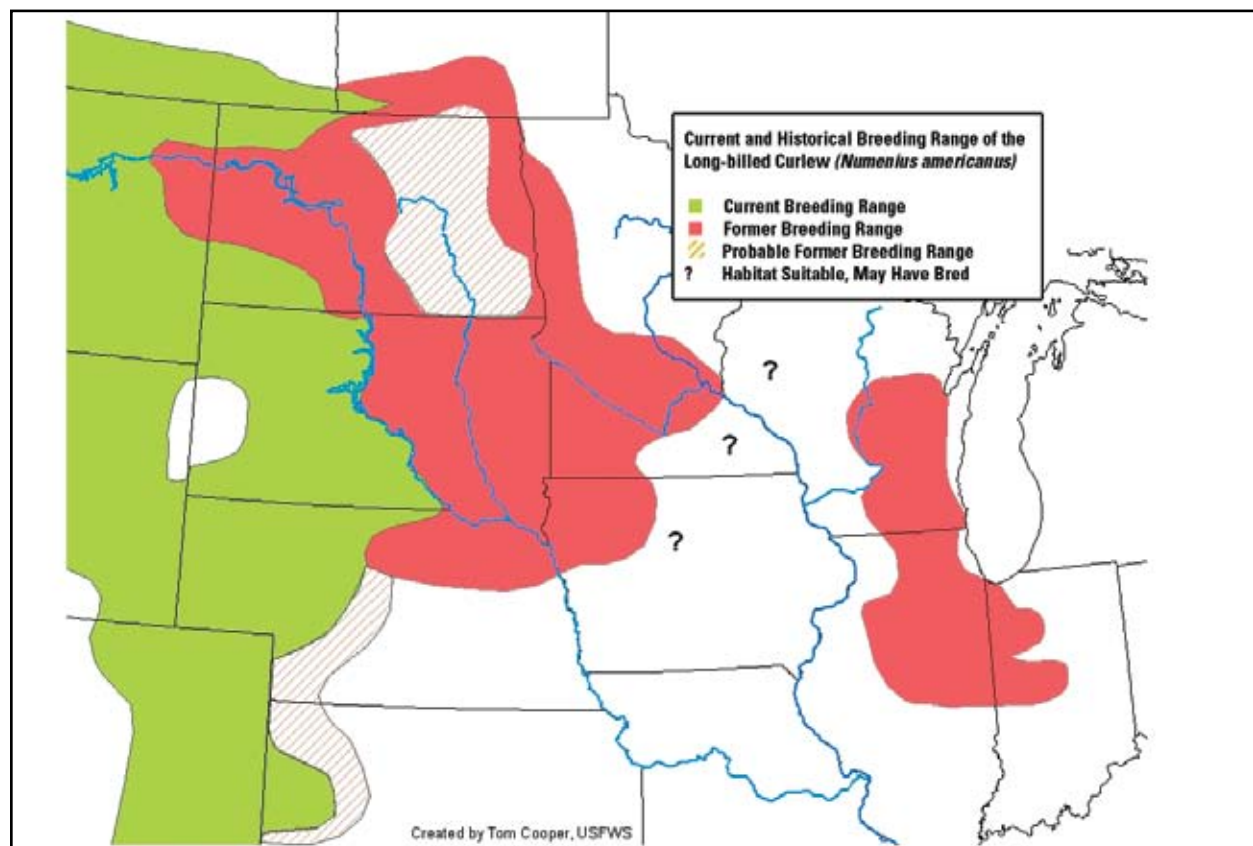 Current and Historical Breeding Range of the
Long-billed Curlew (Numenius americanus)
Current Breeding Range
Former Breeding Range
Probable Former Breeding Range
? Habitat Suitable, May Have Bred
?
?
?
Created by Tom Cooper, USFWS